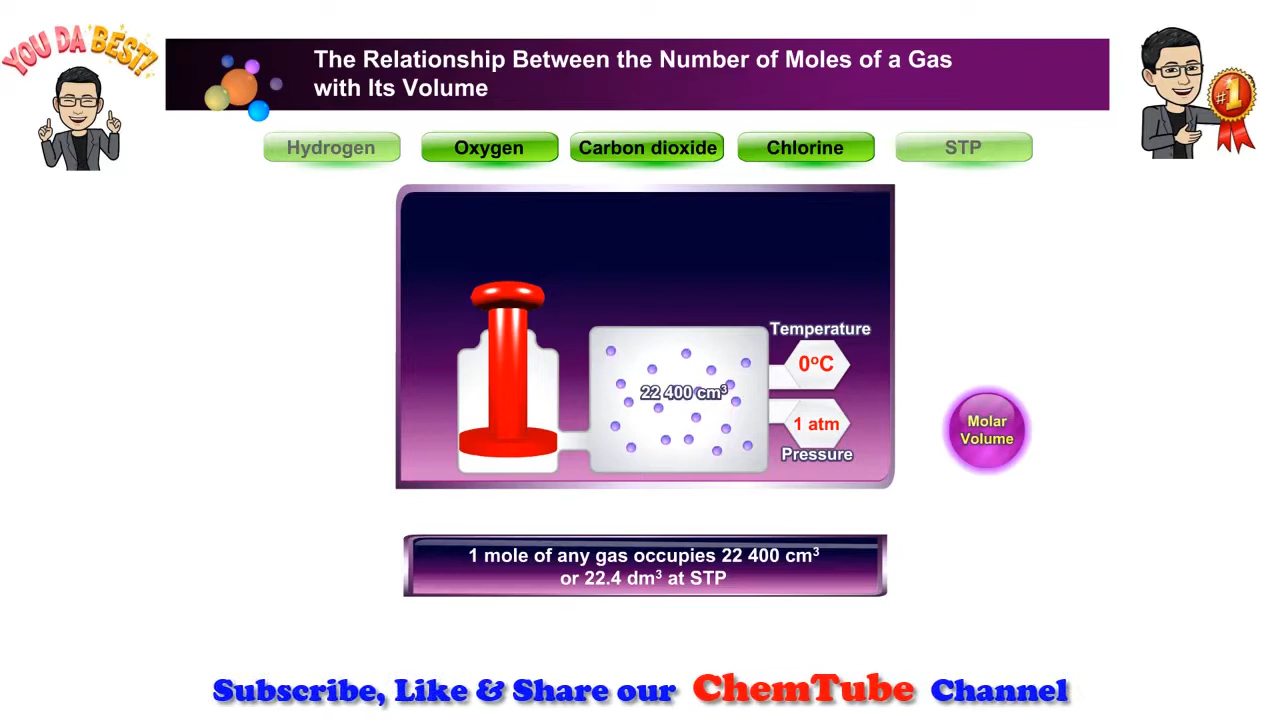 YOU DA BEST!
The Relationship Between the Number of Moles of a Gas
with Its Volume
#1
Hydrogen
Oxygen
Carbon dioxide
Chlorine
STP
Temperature
0°C
22 400 cm³
1 atm
Pressure
Molar
Volume
1 mole of any gas occupies 22 400 cm³
or 22.4 dm³ at STP
Subscribe, Like & Share our ChemTube Channel